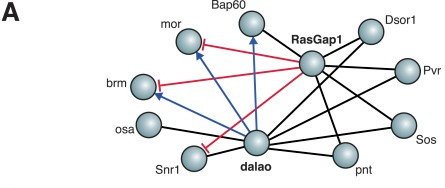 A
Bap60
mor
Dsor1
RasGap1
Pvr
brm
osa
Sos
Snr1
dalao
pnt